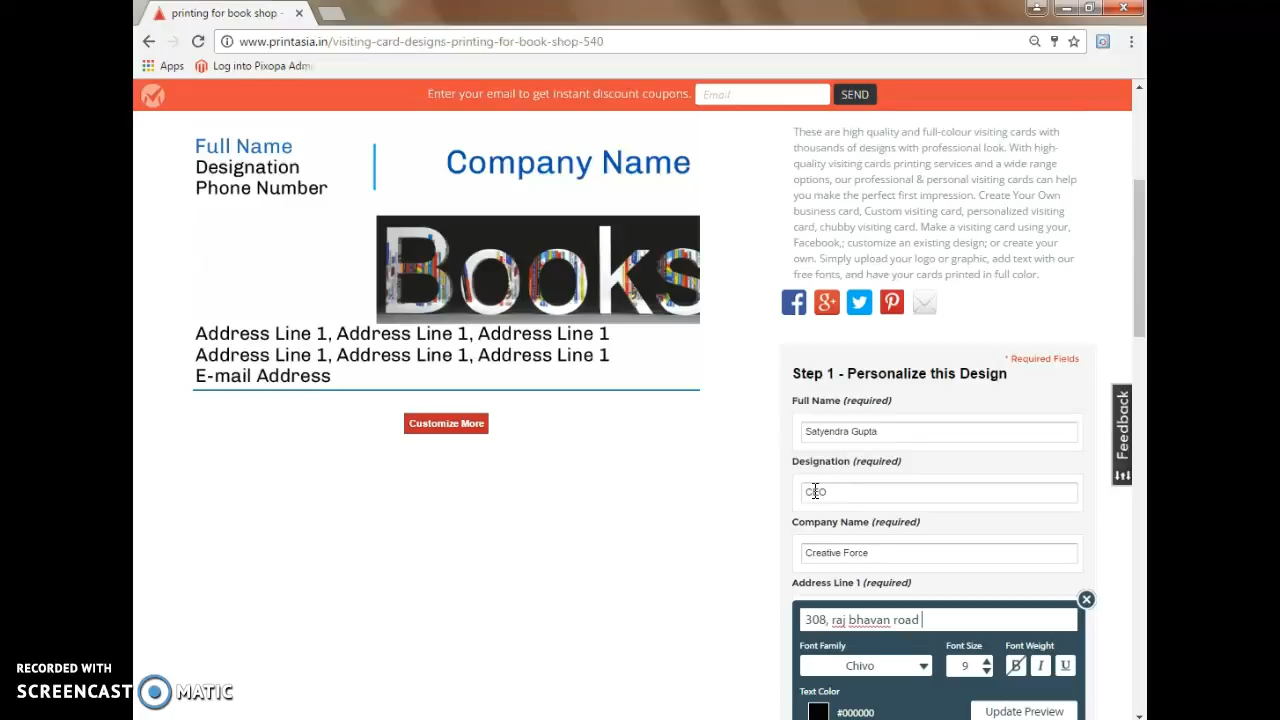 printing for book shop -
www.printasia.in/visiting-card-designs-printing-for-book-shop-540
Apps
Log into Pixopa Adm
Enter your email to get instant discount coupons.
Email
SEND
Full Name
Designation
Phone Number
Company Name
Books
Address Line 1, Address Line 1, Address Line 1
Address Line 1, Address Line 1, Address Line 1
E-mail Address
Customize More
These are high quality and full-colour visiting cards with
thousands of designs with professional look. With high-
quality visiting cards printing services and a wide range
options, our professional & personal visiting cards can help
you make the perfect first impression. Create Your Own
business card, Custom visiting card, personalized visiting
card, chubby visiting card. Make a visiting card using your,
Facebook,; customize an existing design; or create your
own. Simply upload your logo or graphic, add text with our
free fonts, and have your cards printed in full color.
* Required Fields
Step 1 - Personalize this Design
Full Name (required)
Satyendra Gupta
Designation (required)
CEO
Company Name (required)
Creative Force
Address Line 1 (required)
308, raj bhavan road
Font Family
Font Size
Font Weight
Chivo
9
B
I
U
Text Color
#000000
Update Preview
Feedback
RECORDED WITH
SCREENCAST MATIC